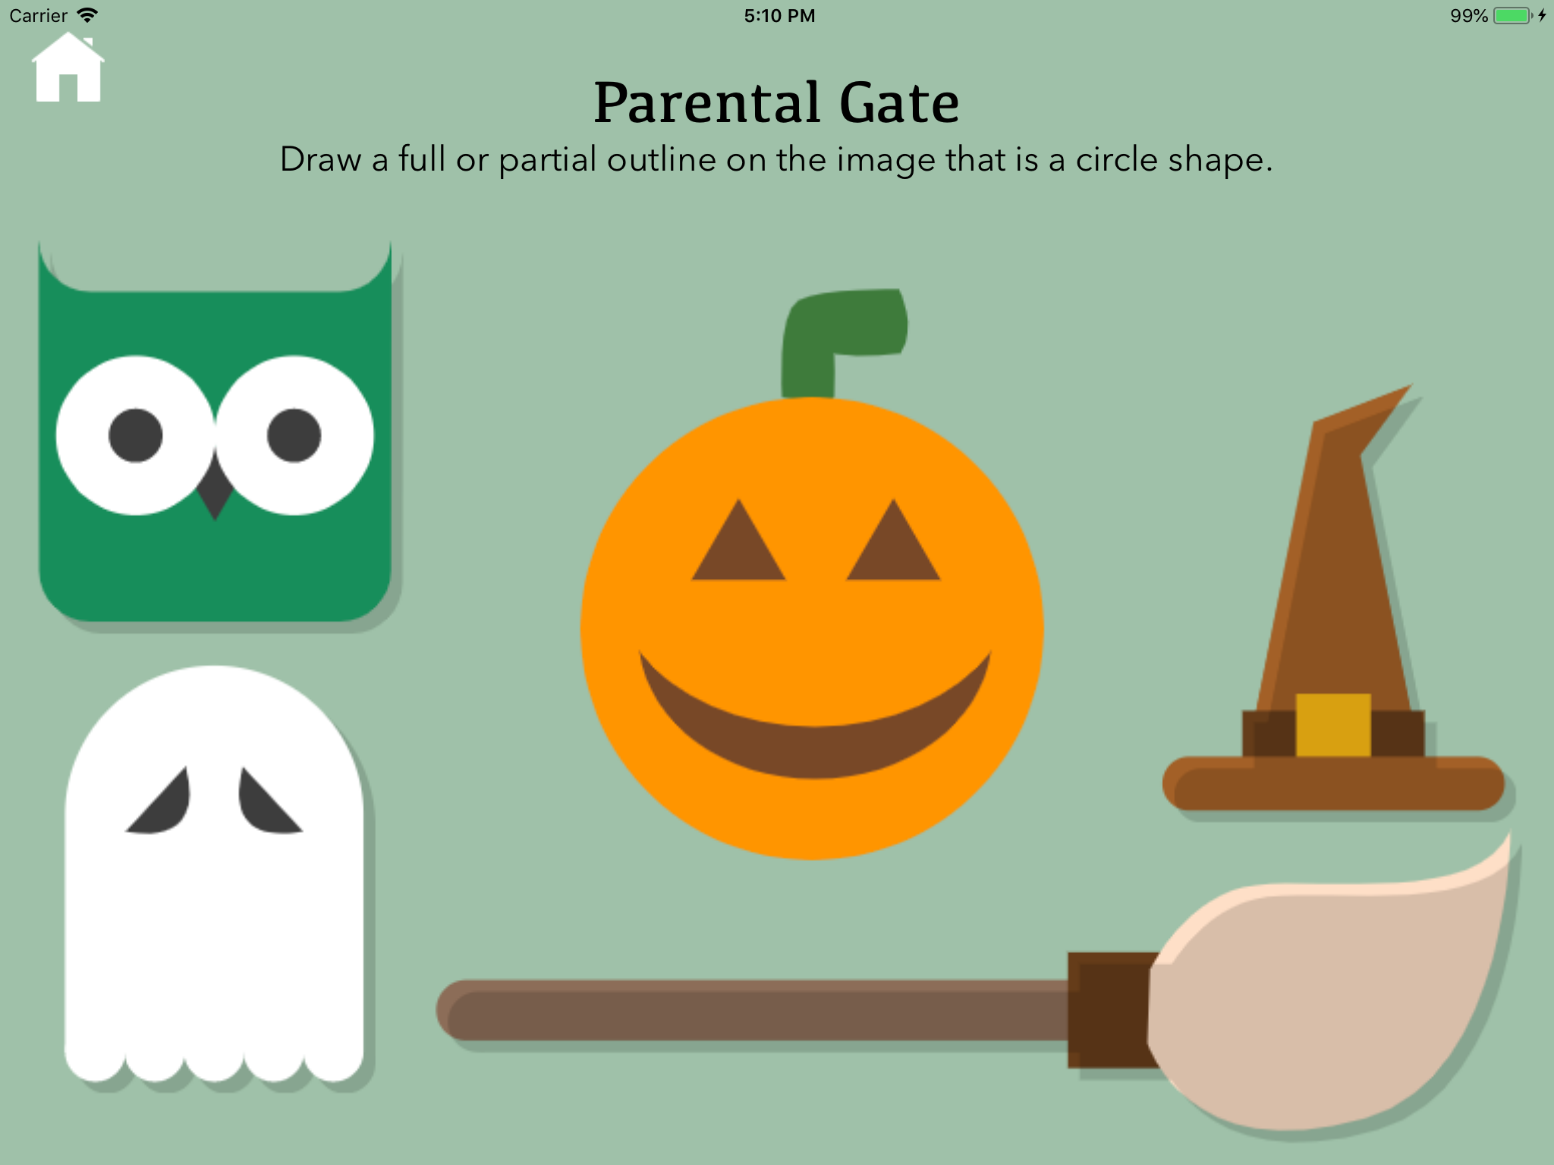 Carrier 5:10 PM 99%
Parental Gate
Draw a full or partial outline on the image that is a circle shape.